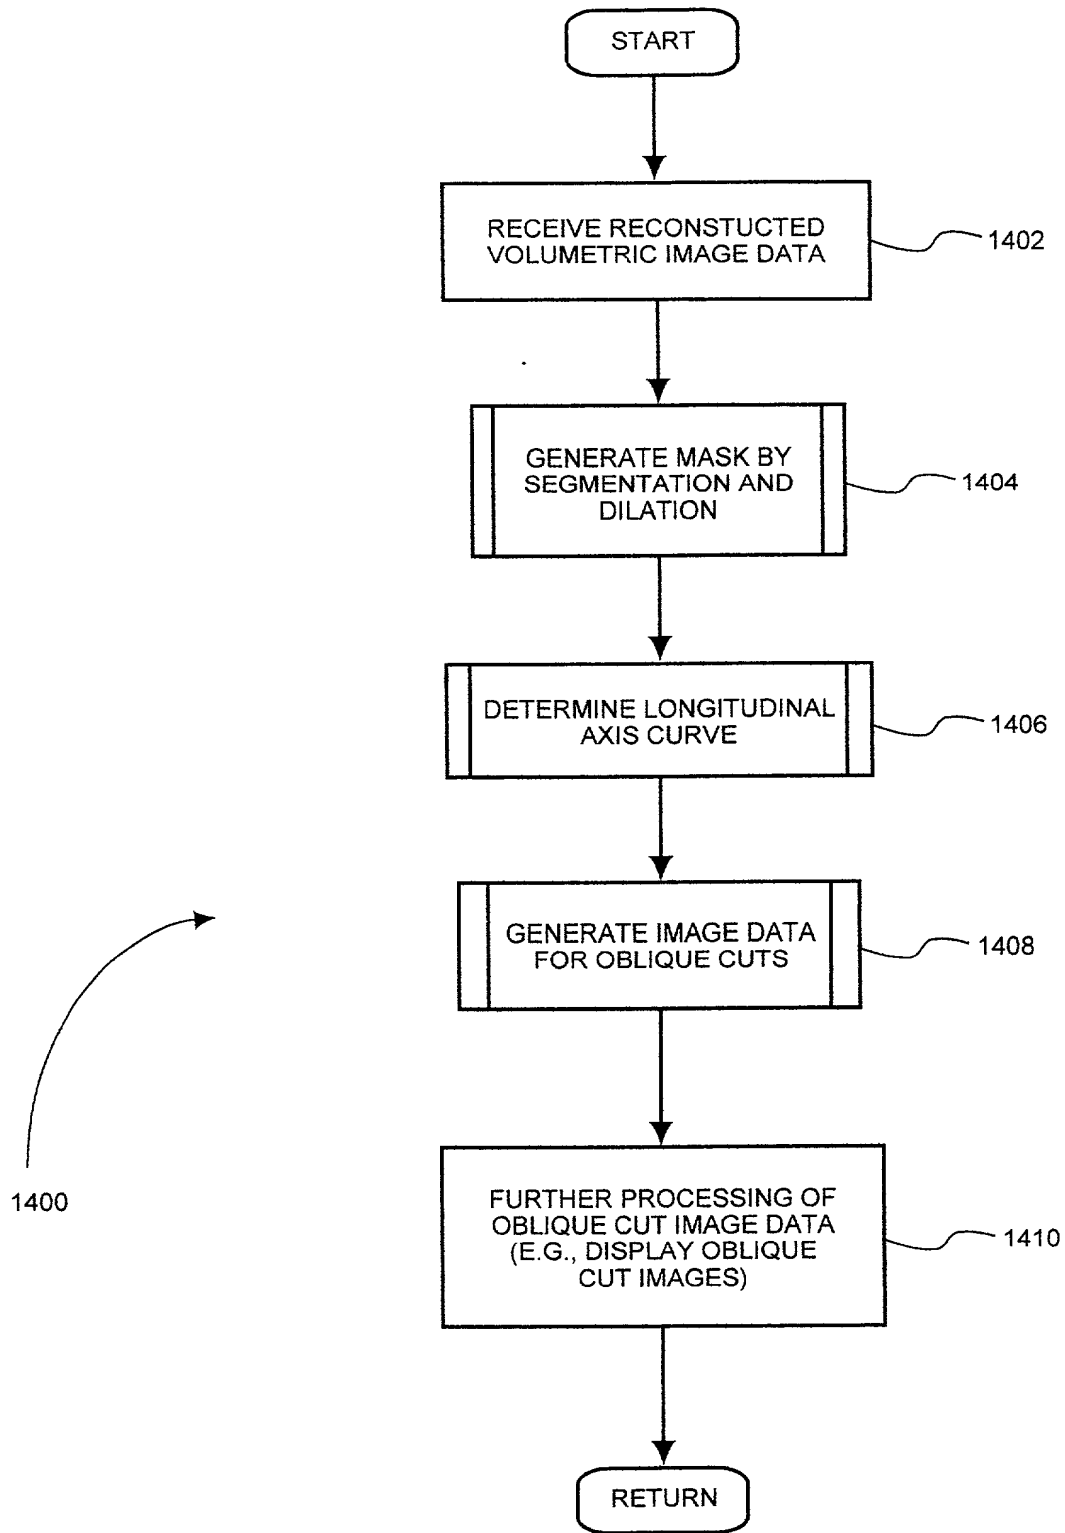 START
RECEIVE RECONSTUCTED
VOLUMETRIC IMAGE DATA
1402
GENERATE MASK BY
SEGMENTATION AND
DILATION
1404
DETERMINE LONGITUDINAL
AXIS CURVE
1406
GENERATE IMAGE DATA
FOR OBLIQUE CUTS
1408
1400
FURTHER PROCESSING OF
OBLIQUE CUT IMAGE DATA
(E.G., DISPLAY OBLIQUE
CUT IMAGES)
1410
RETURN